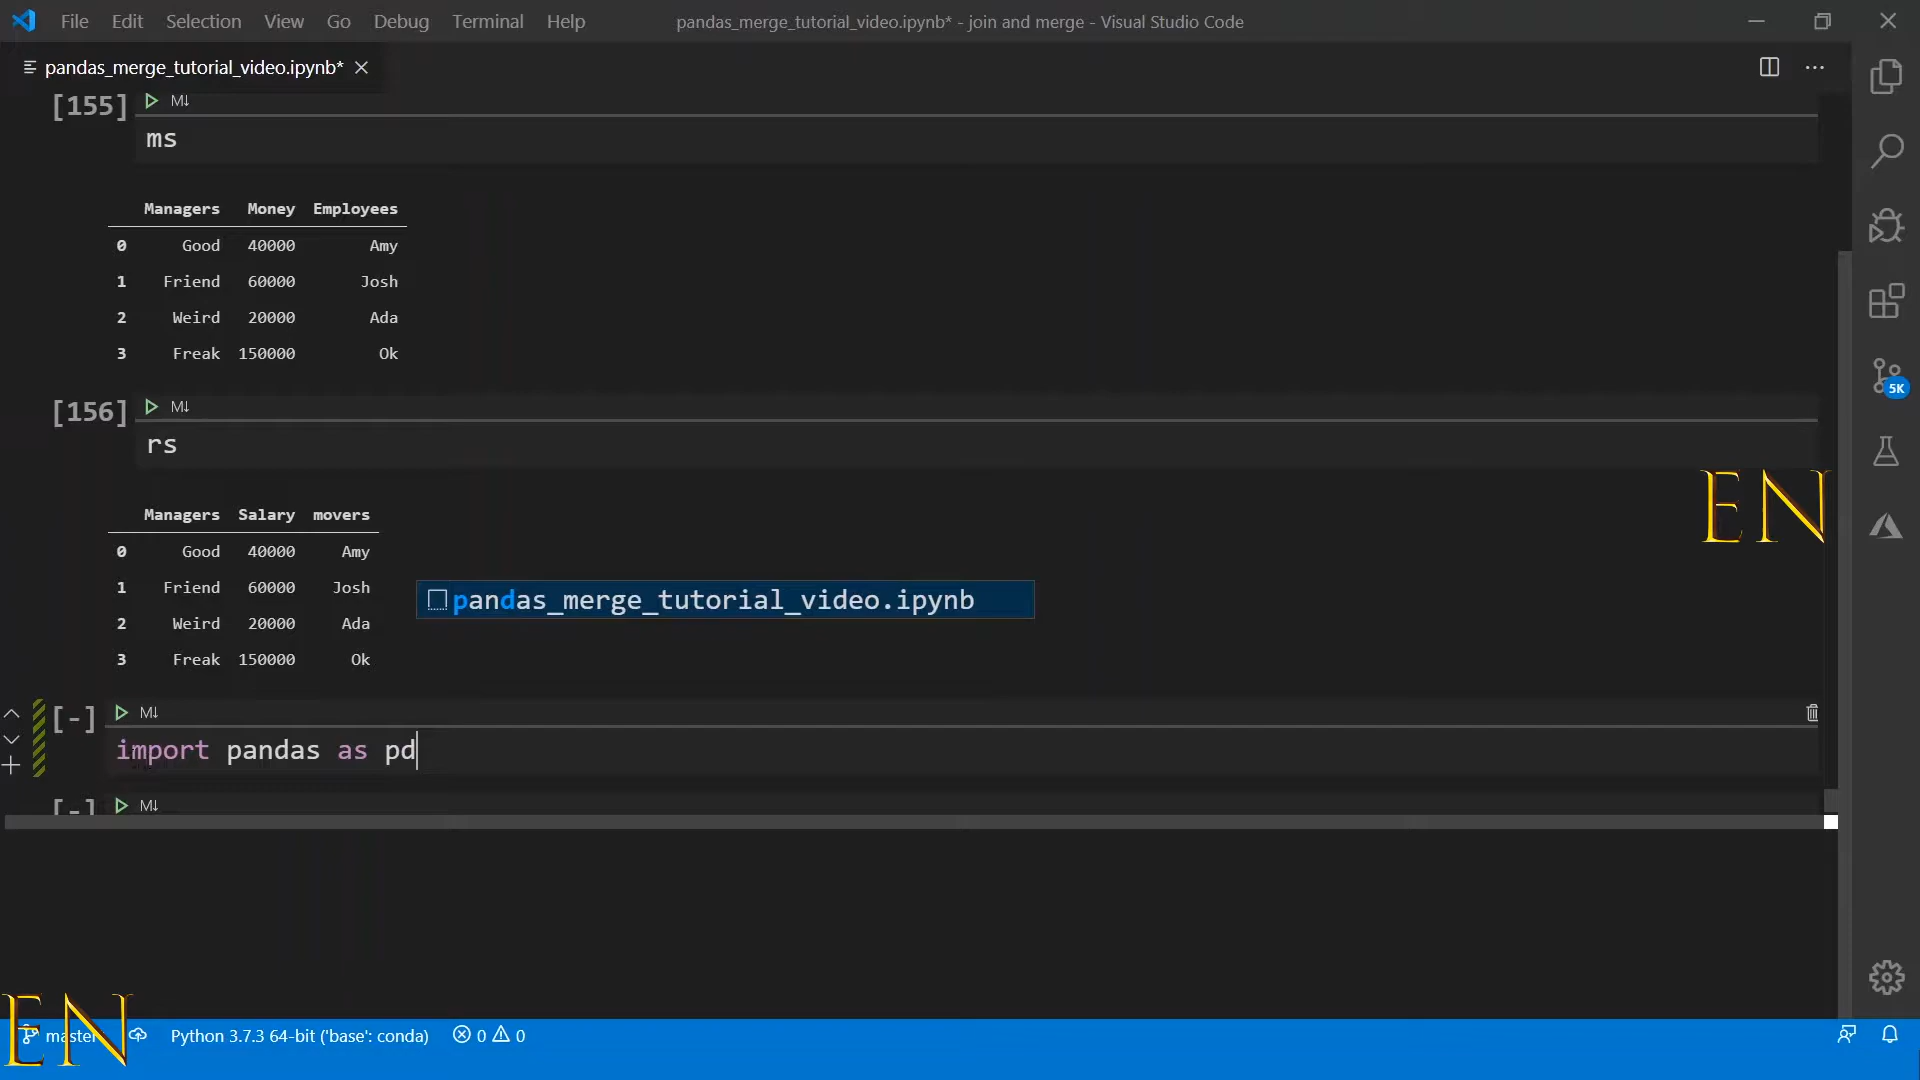 File Edit Selection View Go Debug Terminal Help
pandas_merge_tutorial_video.ipynb* - join and merge - Visual Studio Code
pandas_merge_tutorial_video.ipynb*
[155] M↓
ms
Managers Money Employees
0 Good 40000 Amy
1 Friend 60000 Josh
2 Weird 20000 Ada
3 Freak 150000 Ok
[156] M↓
rs
Managers Salary movers
0 Good 40000 Amy
1 Friend 60000 Josh
2 Weird 20000 Ada
3 Freak 150000 Ok
pandas_merge_tutorial_video.ipynb
[-] M↓
import pandas as pd
[-] M↓
5K
EN
EN
master
Python 3.7.3 64-bit ('base': conda) 0 0